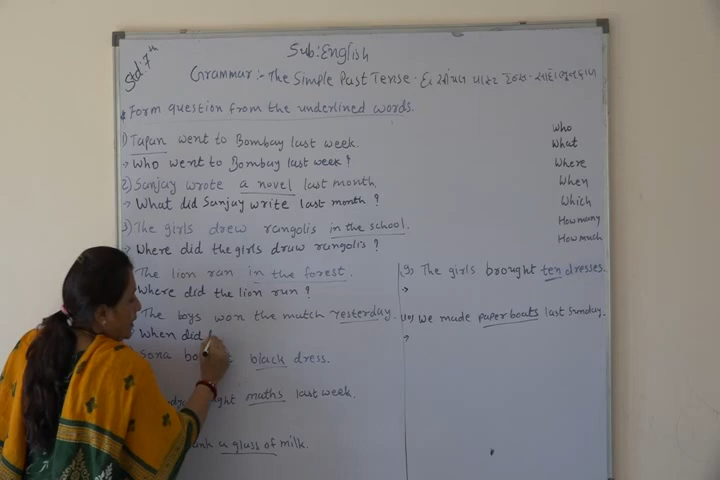 Std: 7th
Sub: English
Grammar :- The Simple Past Tense.
* Form question from the underlined words.
1) Tapan went to Bombay last week.
→ Who went to Bombay last week?
2) Sanjay wrote a novel last month
→ What did Sanjay write last month?
3) The girls drew rangolis in the school.
→ Where did the girls draw rangolis?
The lion ran in the forest.
Where did the lion run?
The boys won the match yesterday.
When did
Sona bo black dress.
ght maths last week.
a glass of milk.
Who
What
Where
When
Which
How many
How much
(9) The girls brought ten dresses.
→
(10) We made paper boats last Sunday.
→